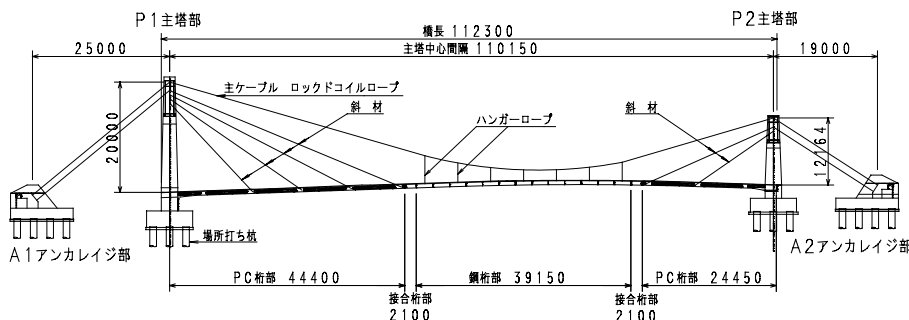 P1主塔部
P2主塔部
橋長 112300
25000
主塔中心間隔 110150
19000
主ケーブル ロックドコイルロープ
斜 材
ハンガーロープ
斜 材
20000
12164
A1アンカレイジ部
場所打ち杭
A2アンカレイジ部
PC桁部 44400
鋼桁部 39150
PC桁部 24450
接合桁部
2100
接合桁部
2100